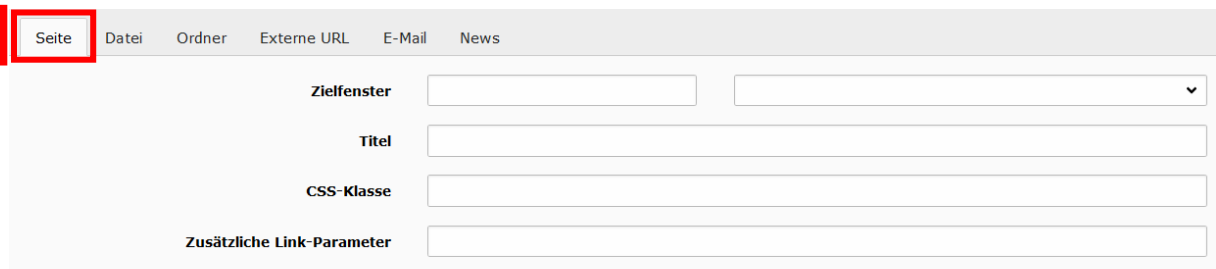 Seite Datei Ordner Externe URL E-Mail News
Zielfenster
Titel
CSS-Klasse
Zusätzliche Link-Parameter